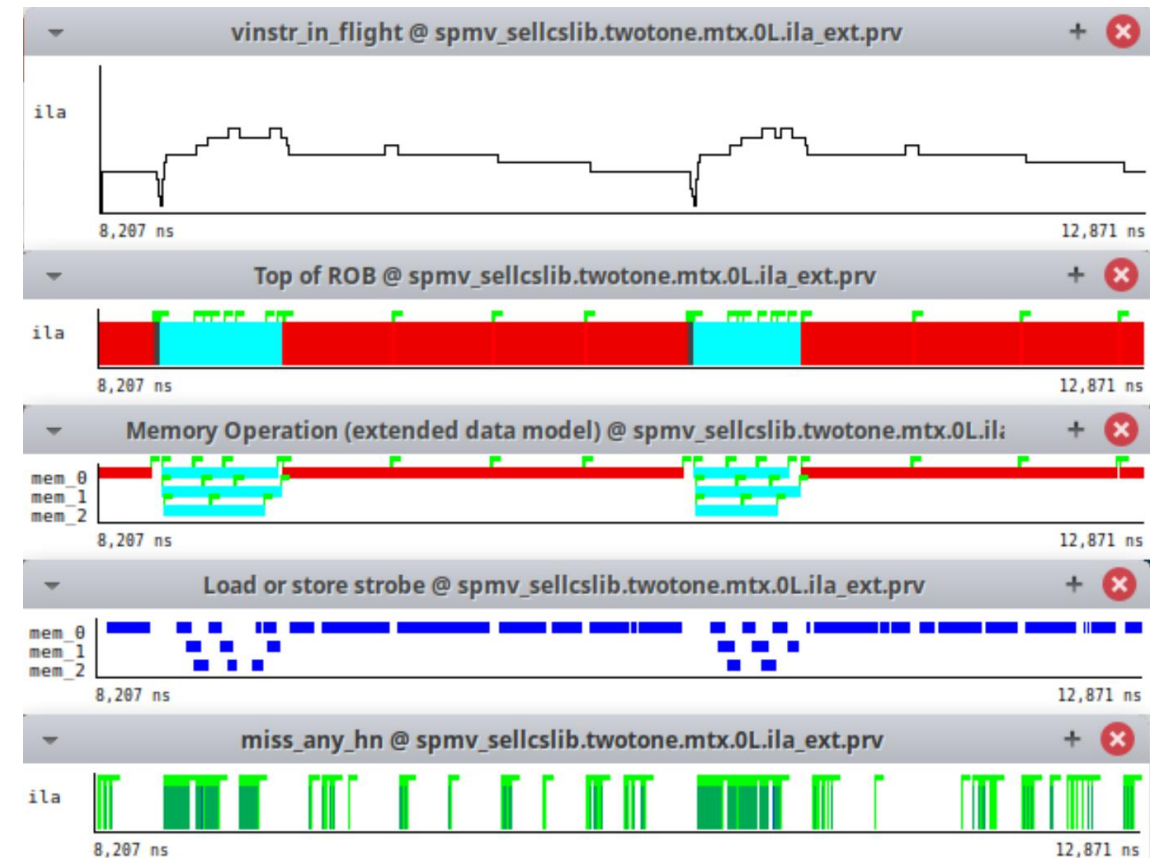 vinstr_in_flight @ spmv_sellcslib.twotone.mtx.0L.ila_ext.prv
ila
8,207 ns 12,871 ns
Top of ROB @ spmv_sellcslib.twotone.mtx.0L.ila_ext.prv
ila
8,207 ns 12,871 ns
Memory Operation (extended data model) @ spmv_sellcslib.twotone.mtx.0L.ila
mem_0
mem_1
mem_2
8,207 ns 12,871 ns
Load or store strobe @ spmv_sellcslib.twotone.mtx.0L.ila_ext.prv
mem_0
mem_1
mem_2
8,207 ns 12,871 ns
miss_any_hn @ spmv_sellcslib.twotone.mtx.0L.ila_ext.prv
ila
8,207 ns 12,871 ns